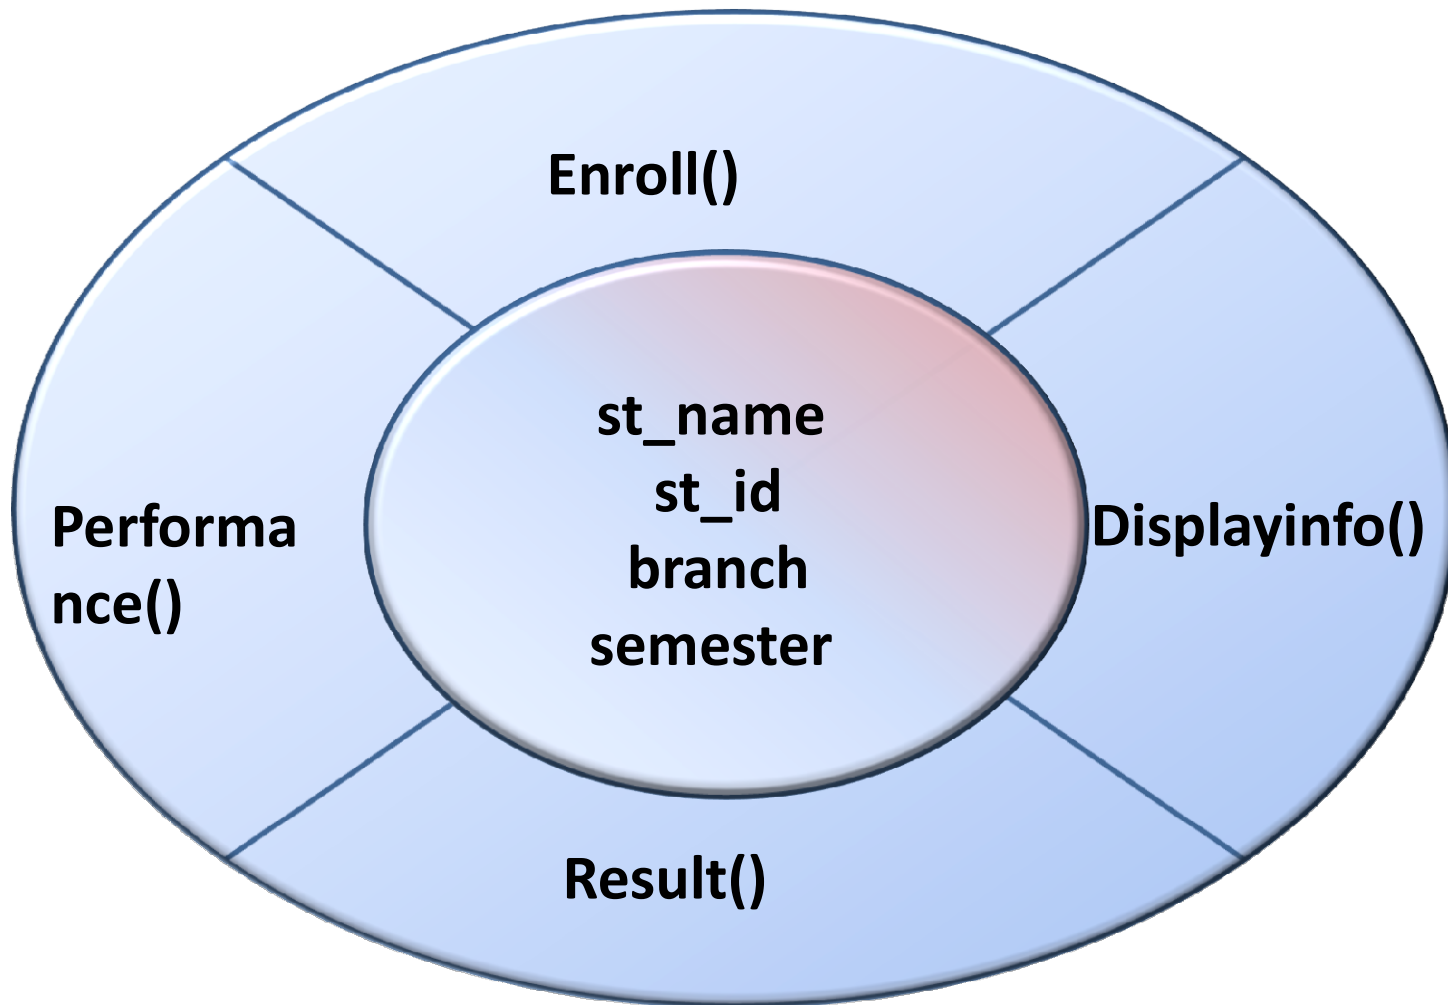 Enroll()
st_name
st_id
branch
semester
Performa
nce()
Displayinfo()
Result()